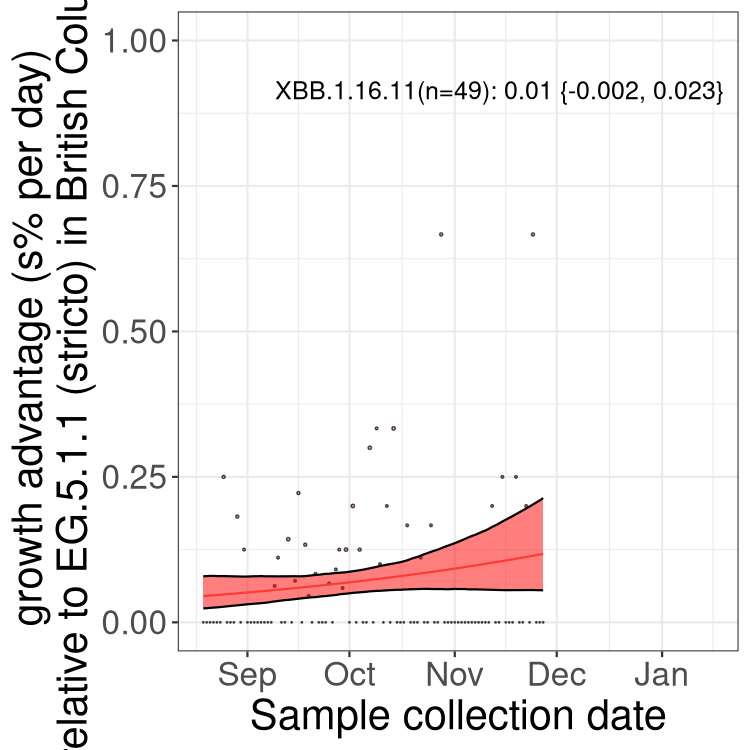 growth advantage (s% per day)
relative to EG.5.1.1 (stricto) in British Colu
1.00
0.75
0.50
0.25
0.00
XBB.1.16.11(n=49): 0.01 {-0.002, 0.023}
Sep Oct Nov Dec Jan
Sample collection date